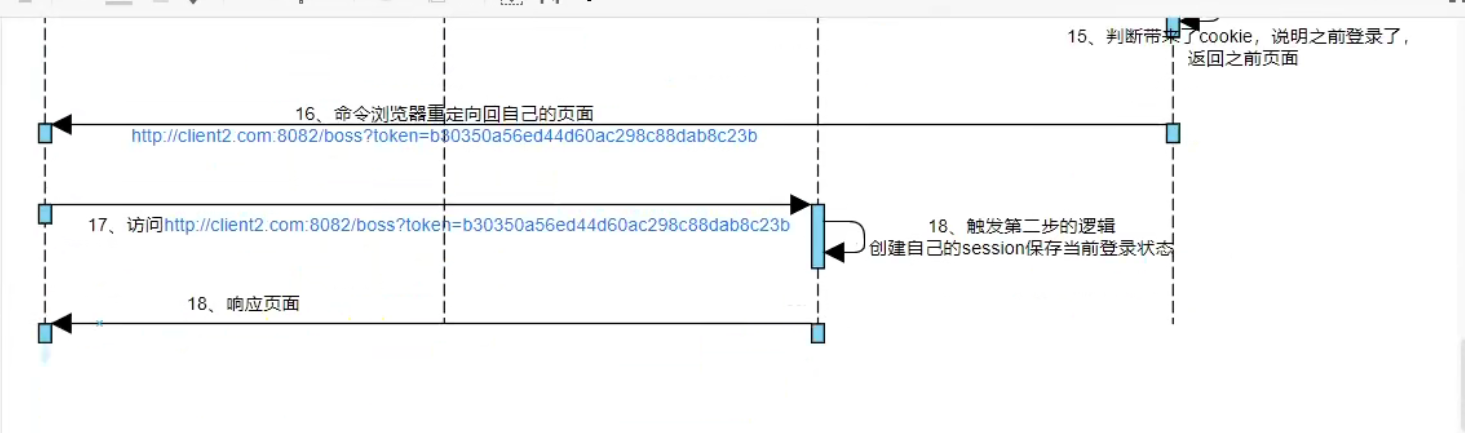 15、判断带来了cookie，说明之前登录了，
返回之前页面
16、命令浏览器重定向回自己的页面
http://client2.com:8082/boss?token=b30350a56ed44d60ac298c88dab8c23b
17、访问http://client2.com:8082/boss?token=b30350a56ed44d60ac298c88dab8c23b
18、触发第二步的逻辑
创建自己的session保存当前登录状态
18、响应页面